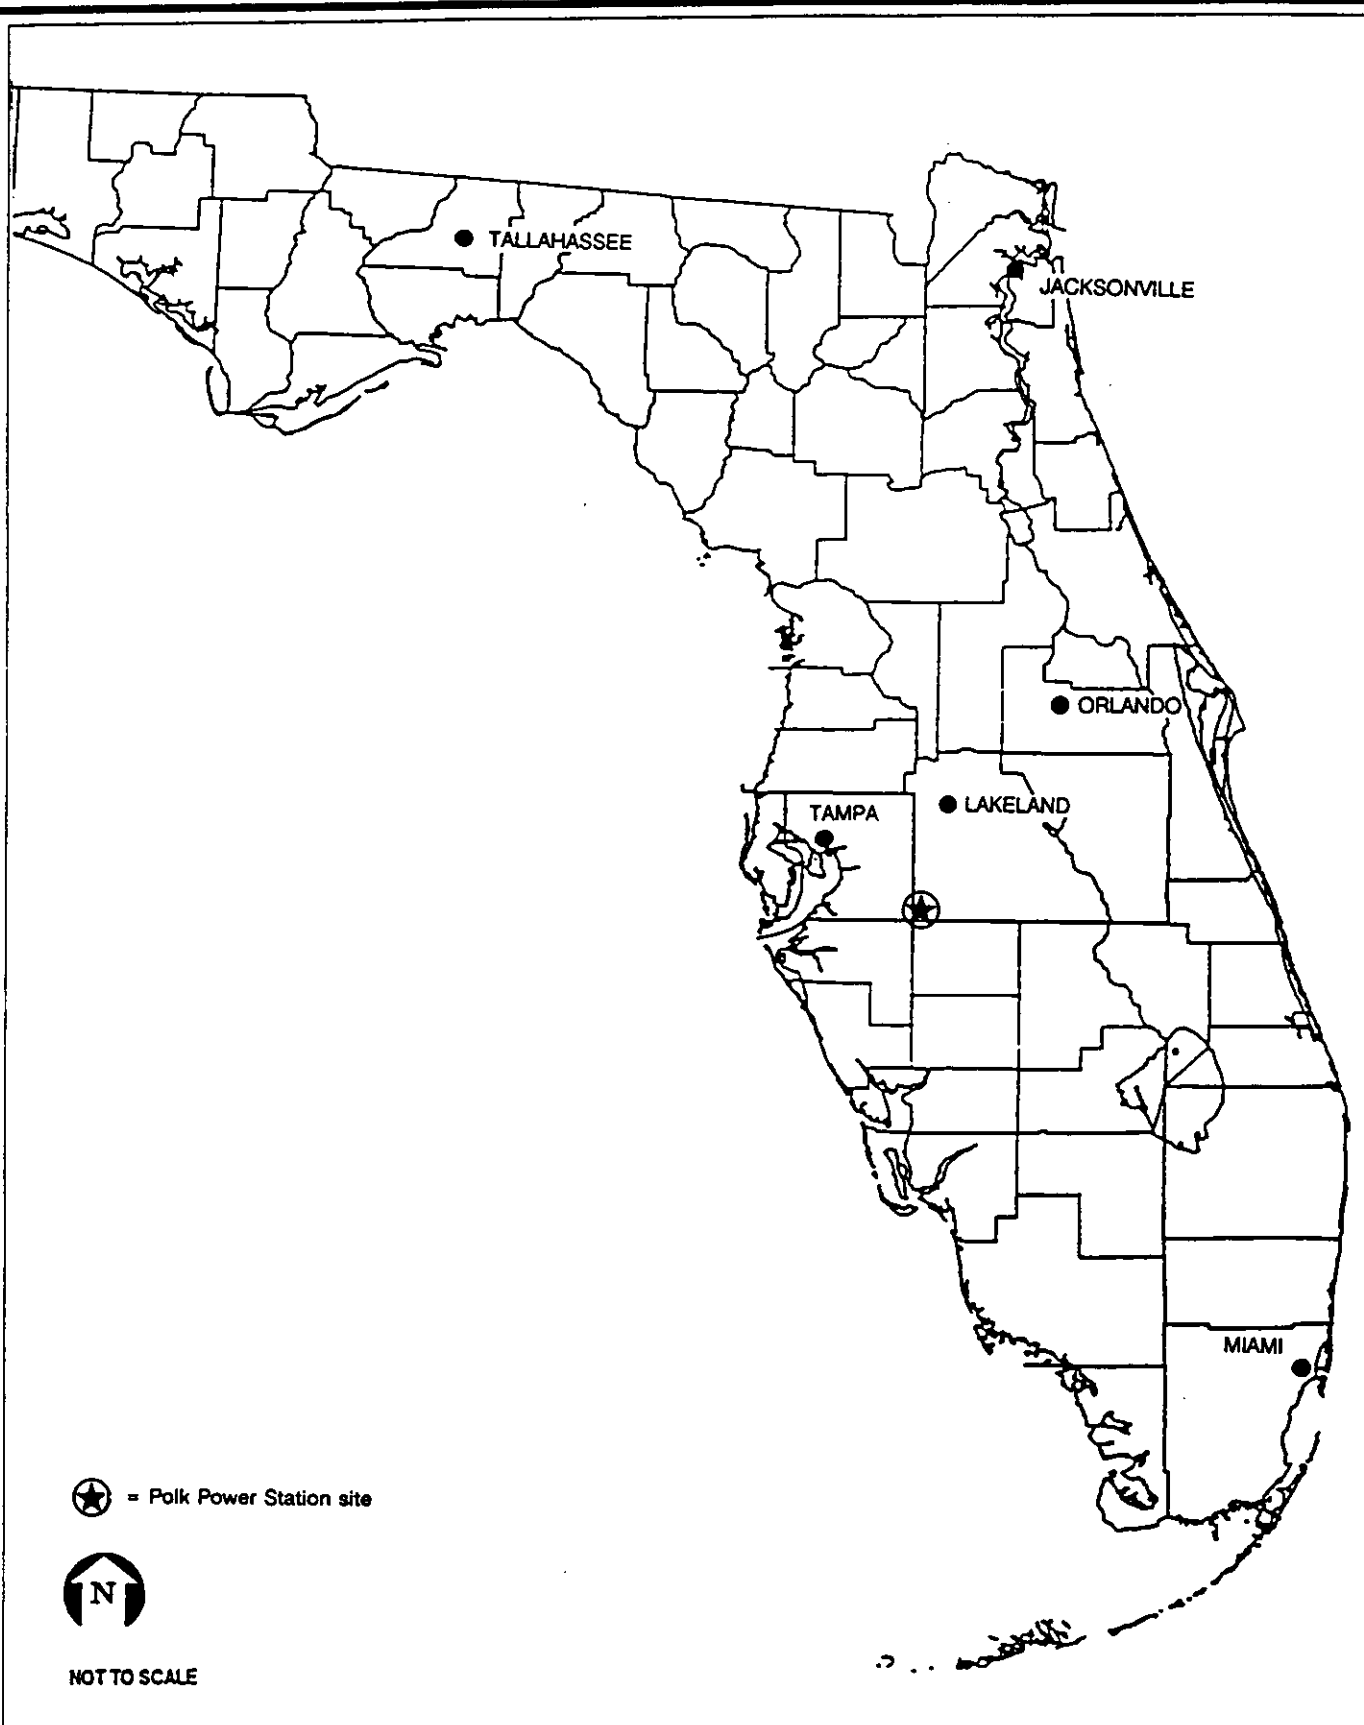 TALLAHASSEE
JACKSONVILLE
ORLANDO
LAKELAND
TAMPA
MIAMI
= Polk Power Station site
N
NOT TO SCALE